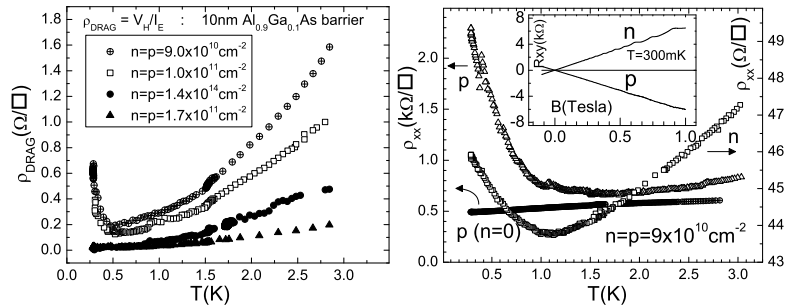 ρDRAG = VH/IE : 10nm Al0.9Ga0.1As barrier
n=p=9.0x10^10cm^-2
n=p=1.0x10^11cm^-2
n=p=1.4x10^14cm^-2
n=p=1.7x10^11cm^-2
ρDRAG(Ω/□)
1.8
1.6
1.4
1.2
1.0
0.8
0.6
0.4
0.2
0.0
0.0 0.5 1.0 1.5 2.0 2.5 3.0
T(K)
ρxx(kΩ/□)
2.0
1.5
1.0
0.5
0.0
p
p (n=0)
n
n=p=9x10^10cm^-2
0.5 1.0 1.5 2.0 2.5 3.0
T(K)
ρxx(Ω/□)
49
48
47
46
45
44
43
Rxy(kΩ)
8
4
0
-4
-8
n
T=300mK
p
B(Tesla)
0.0 0.5 1.0